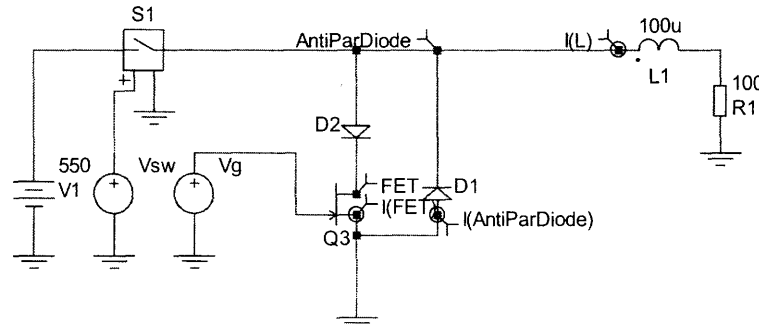 S1
AntiParDiode
I(L)
100u
L1
100
R1
D2
550
V1
Vsw
Vg
FET
D1
I(FET)
I(AntiParDiode)
Q3